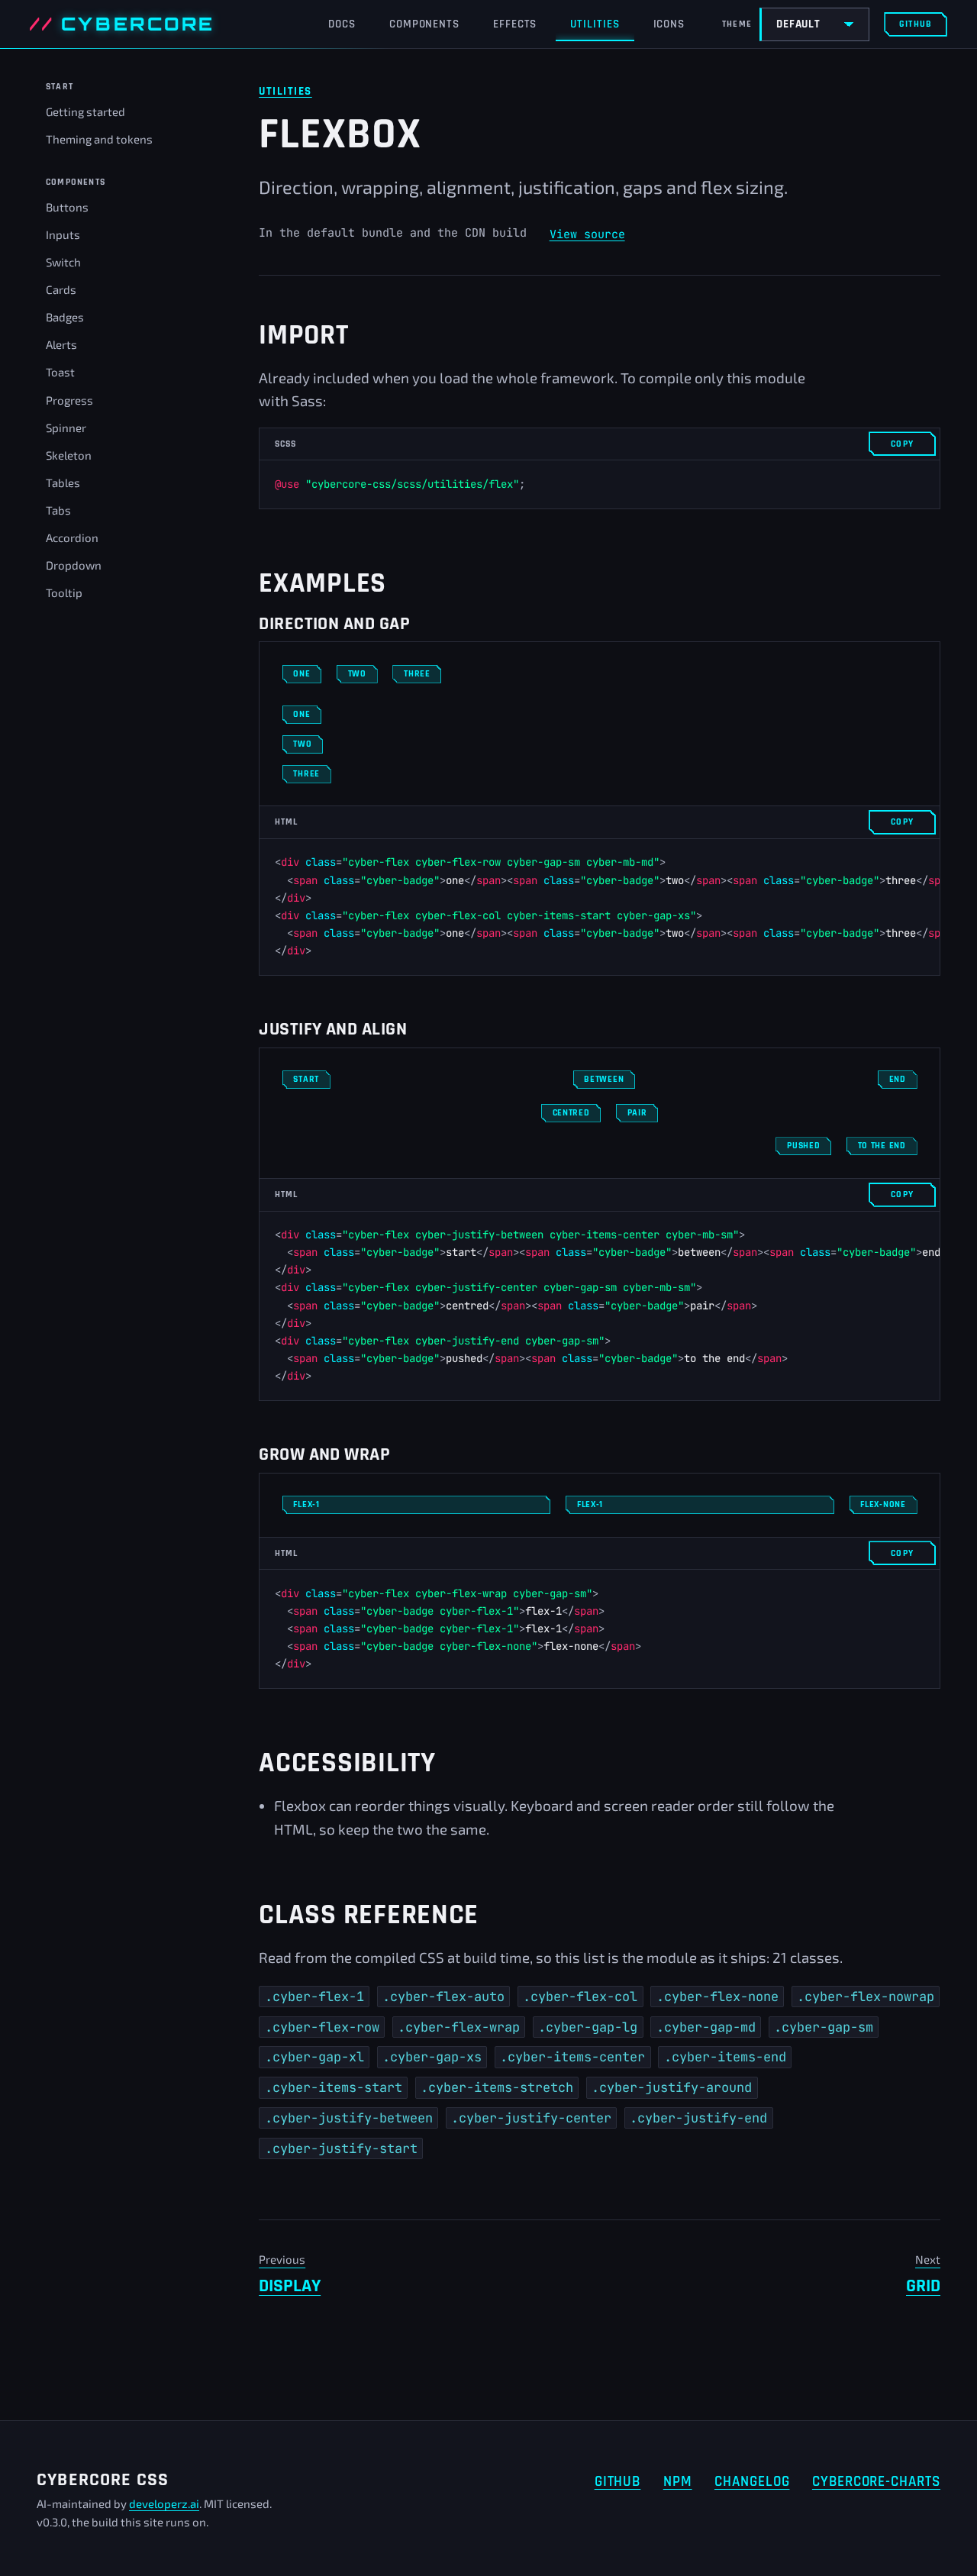 // CYBERCORE
DOCS COMPONENTS EFFECTS UTILITIES ICONS THEME DEFAULT GITHUB
START
Getting started
Theming and tokens
COMPONENTS
Buttons
Inputs
Switch
Cards
Badges
Alerts
Toast
Progress
Spinner
Skeleton
Tables
Tabs
Accordion
Dropdown
Tooltip
UTILITIES
FLEXBOX
Direction, wrapping, alignment, justification, gaps and flex sizing.
In the default bundle and the CDN build View source
IMPORT
Already included when you load the whole framework. To compile only this module
with Sass:
SCSS COPY
@use "cybercore-css/scss/utilities/flex";
EXAMPLES
DIRECTION AND GAP
ONE TWO THREE
ONE
TWO
THREE
HTML COPY
<div class="cyber-flex cyber-flex-row cyber-gap-sm cyber-mb-md">
<span class="cyber-badge">one</span><span class="cyber-badge">two</span><span class="cyber-badge">three</sp
</div>
<div class="cyber-flex cyber-flex-col cyber-items-start cyber-gap-xs">
<span class="cyber-badge">one</span><span class="cyber-badge">two</span><span class="cyber-badge">three</sp
</div>
JUSTIFY AND ALIGN
START BETWEEN END
CENTRED PAIR
PUSHED TO THE END
HTML COPY
<div class="cyber-flex cyber-justify-between cyber-items-center cyber-mb-sm">
<span class="cyber-badge">start</span><span class="cyber-badge">between</span><span class="cyber-badge">end
</div>
<div class="cyber-flex cyber-justify-center cyber-gap-sm cyber-mb-sm">
<span class="cyber-badge">centred</span><span class="cyber-badge">pair</span>
</div>
<div class="cyber-flex cyber-justify-end cyber-gap-sm">
<span class="cyber-badge">pushed</span><span class="cyber-badge">to the end</span>
</div>
GROW AND WRAP
FLEX-1 FLEX-1 FLEX-NONE
HTML COPY
<div class="cyber-flex cyber-flex-wrap cyber-gap-sm">
<span class="cyber-badge cyber-flex-1">flex-1</span>
<span class="cyber-badge cyber-flex-1">flex-1</span>
<span class="cyber-badge cyber-flex-none">flex-none</span>
</div>
ACCESSIBILITY
• Flexbox can reorder things visually. Keyboard and screen reader order still follow the
HTML, so keep the two the same.
CLASS REFERENCE
Read from the compiled CSS at build time, so this list is the module as it ships: 21 classes.
.cyber-flex-1 .cyber-flex-auto .cyber-flex-col .cyber-flex-none .cyber-flex-nowrap
.cyber-flex-row .cyber-flex-wrap .cyber-gap-lg .cyber-gap-md .cyber-gap-sm
.cyber-gap-xl .cyber-gap-xs .cyber-items-center .cyber-items-end
.cyber-items-start .cyber-items-stretch .cyber-justify-around
.cyber-justify-between .cyber-justify-center .cyber-justify-end
.cyber-justify-start
Previous
DISPLAY
Next
GRID
CYBERCORE CSS
AI-maintained by developerz.ai. MIT licensed.
v0.3.0, the build this site runs on.
GITHUB NPM CHANGELOG CYBERCORE-CHARTS